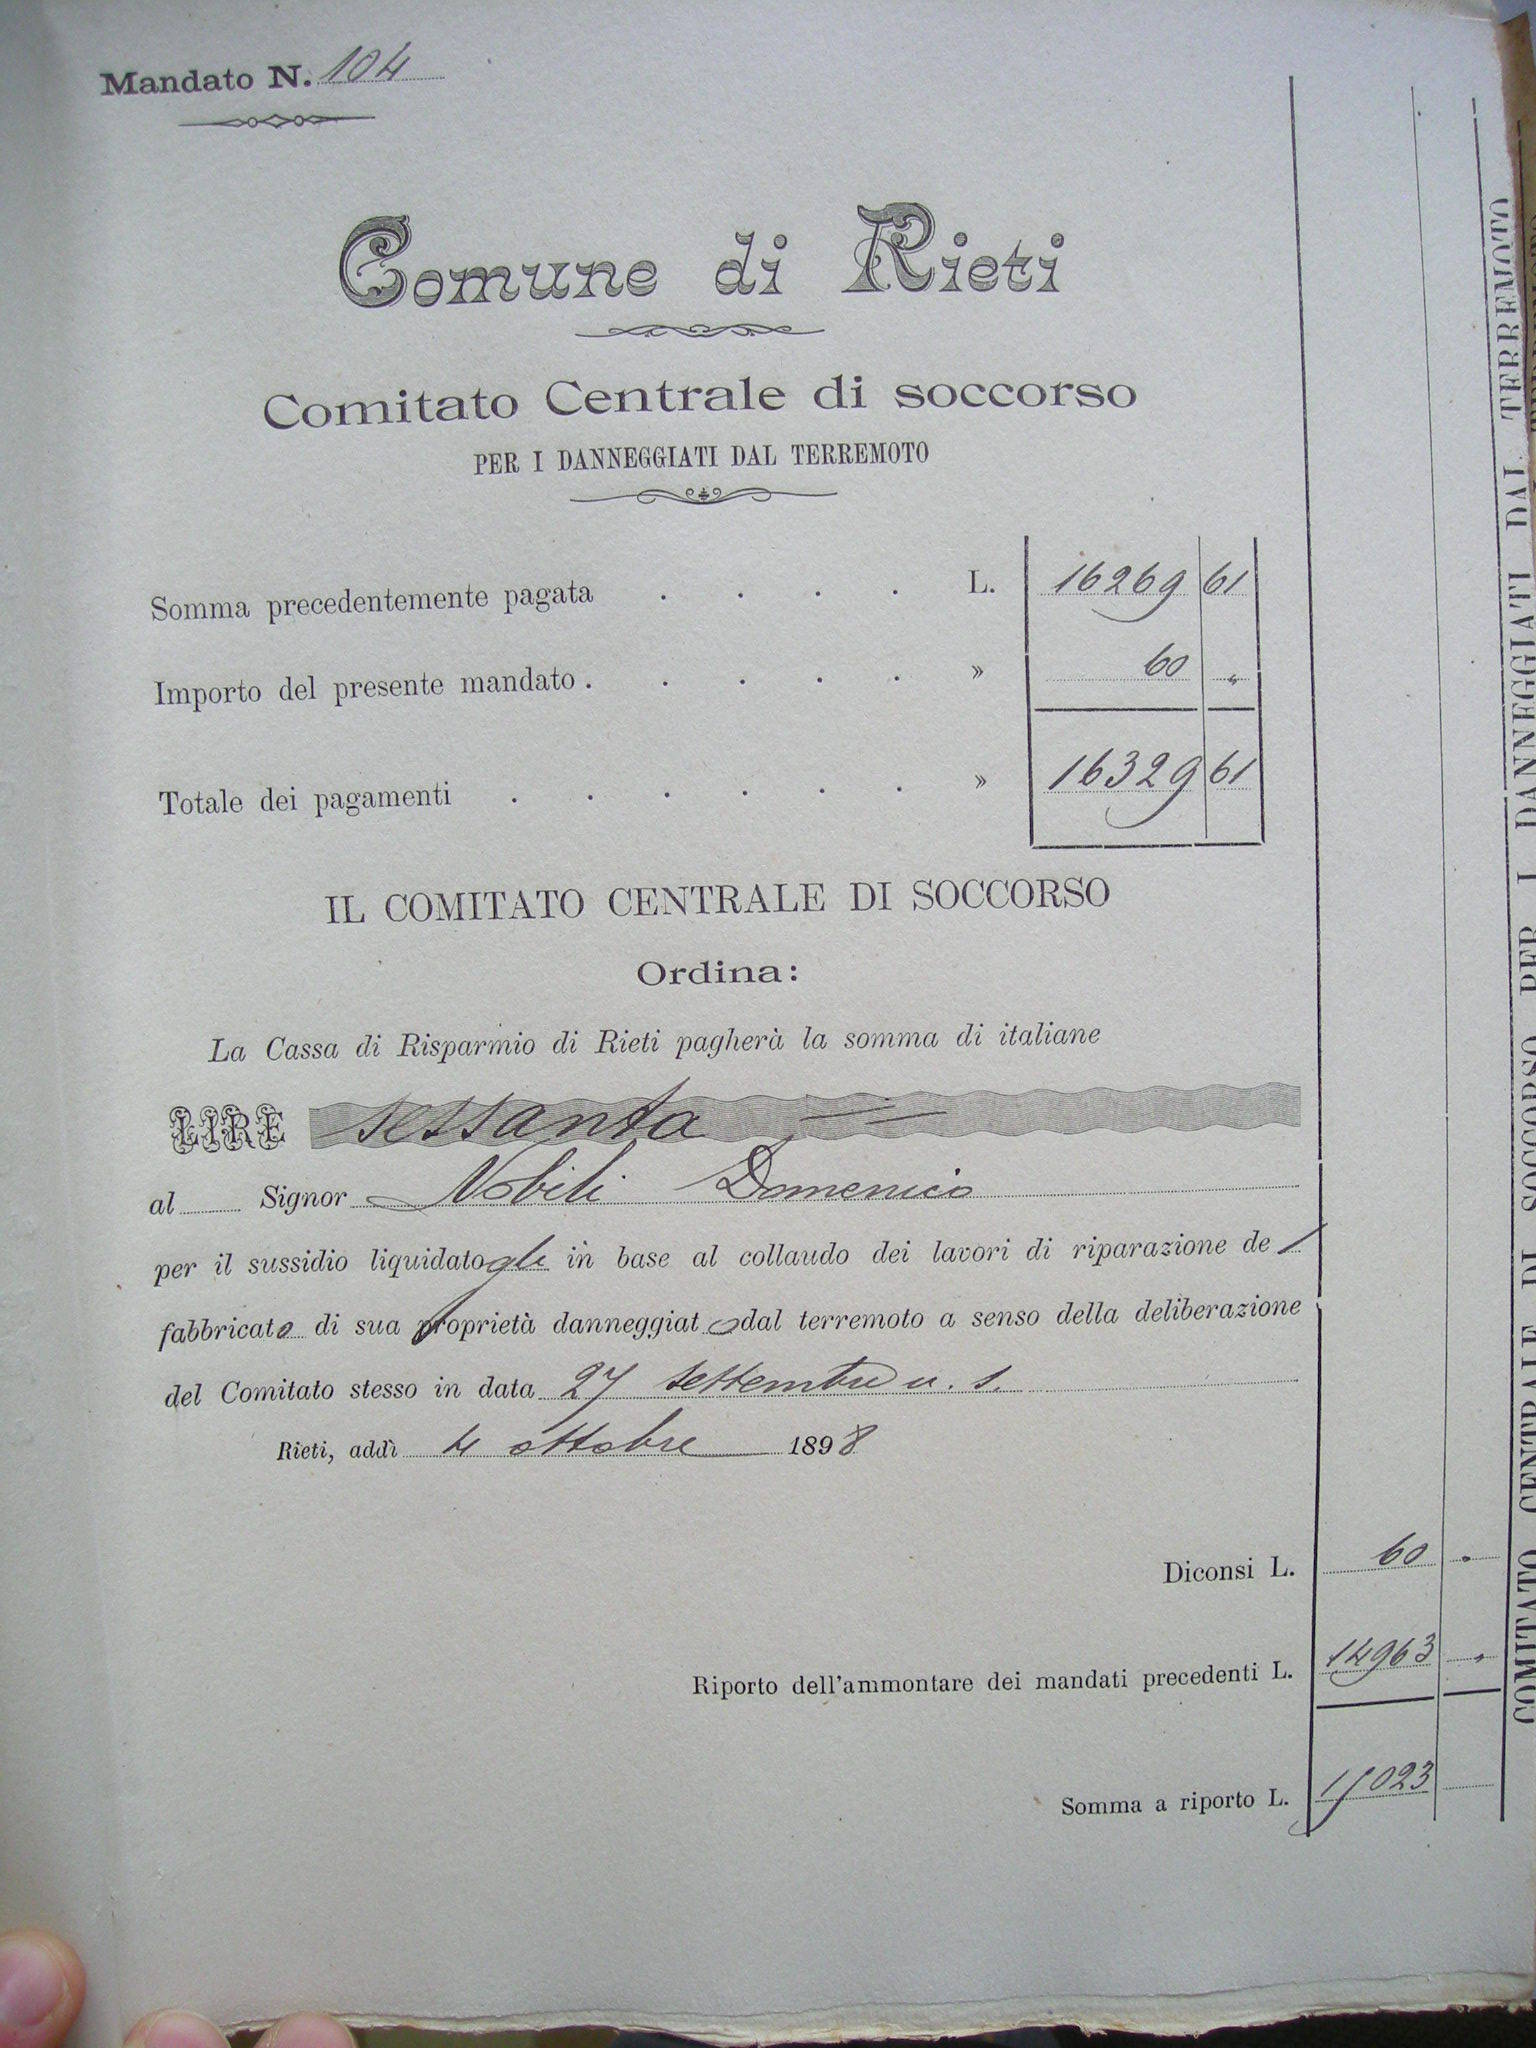 Mandato N. 104
Comune di Rieti
Comitato Centrale di soccorso
PER I DANNEGGIATI DAL TERREMOTO
Somma precedentemente pagata . . . . L. 16269 61
Importo del presente mandato . . . . . » 60 „
Totale dei pagamenti . . . . . . » 16329 61
IL COMITATO CENTRALE DI SOCCORSO
Ordina:
La Cassa di Risparmio di Rieti pagherà la somma di italiane
LIRE sessanta
al Signor Nobili Domenico
per il sussidio liquidatogli in base al collaudo dei lavori di riparazione del
fabbricato di sua proprietà danneggiato dal terremoto a senso della deliberazione
del Comitato stesso in data 27 settembre u. s.
Rieti, addì 4 ottobre 1898
Diconsi L. 60 „
Riporto dell'ammontare dei mandati precedenti L. 14963 „
Somma a riporto L. 15023
COMITATO CENTRALE DI SOCCORSO PER I DANNEGGIATI DAL TERREMOTO